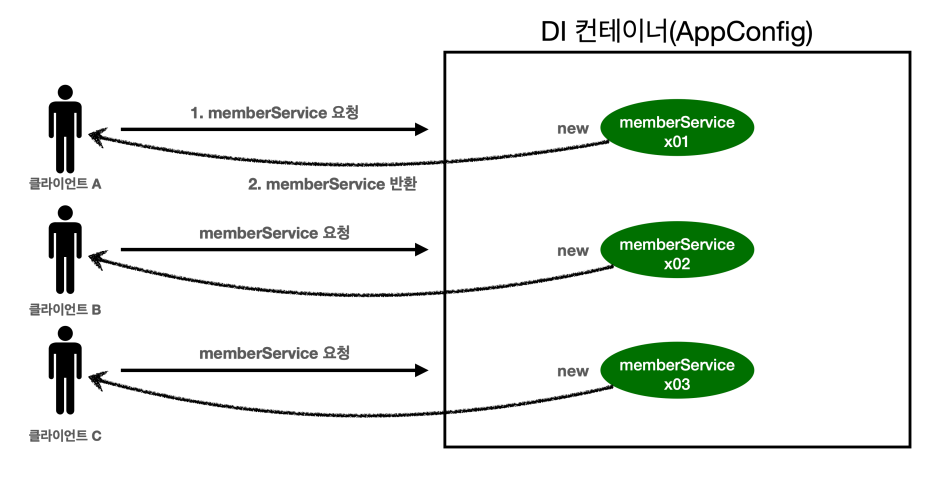 DI 컨테이너(AppConfig)
1. memberService 요청
new
memberService
x01
클라이언트 A
2. memberService 반환
memberService 요청
new
memberService
x02
클라이언트 B
memberService 요청
new
memberService
x03
클라이언트 C